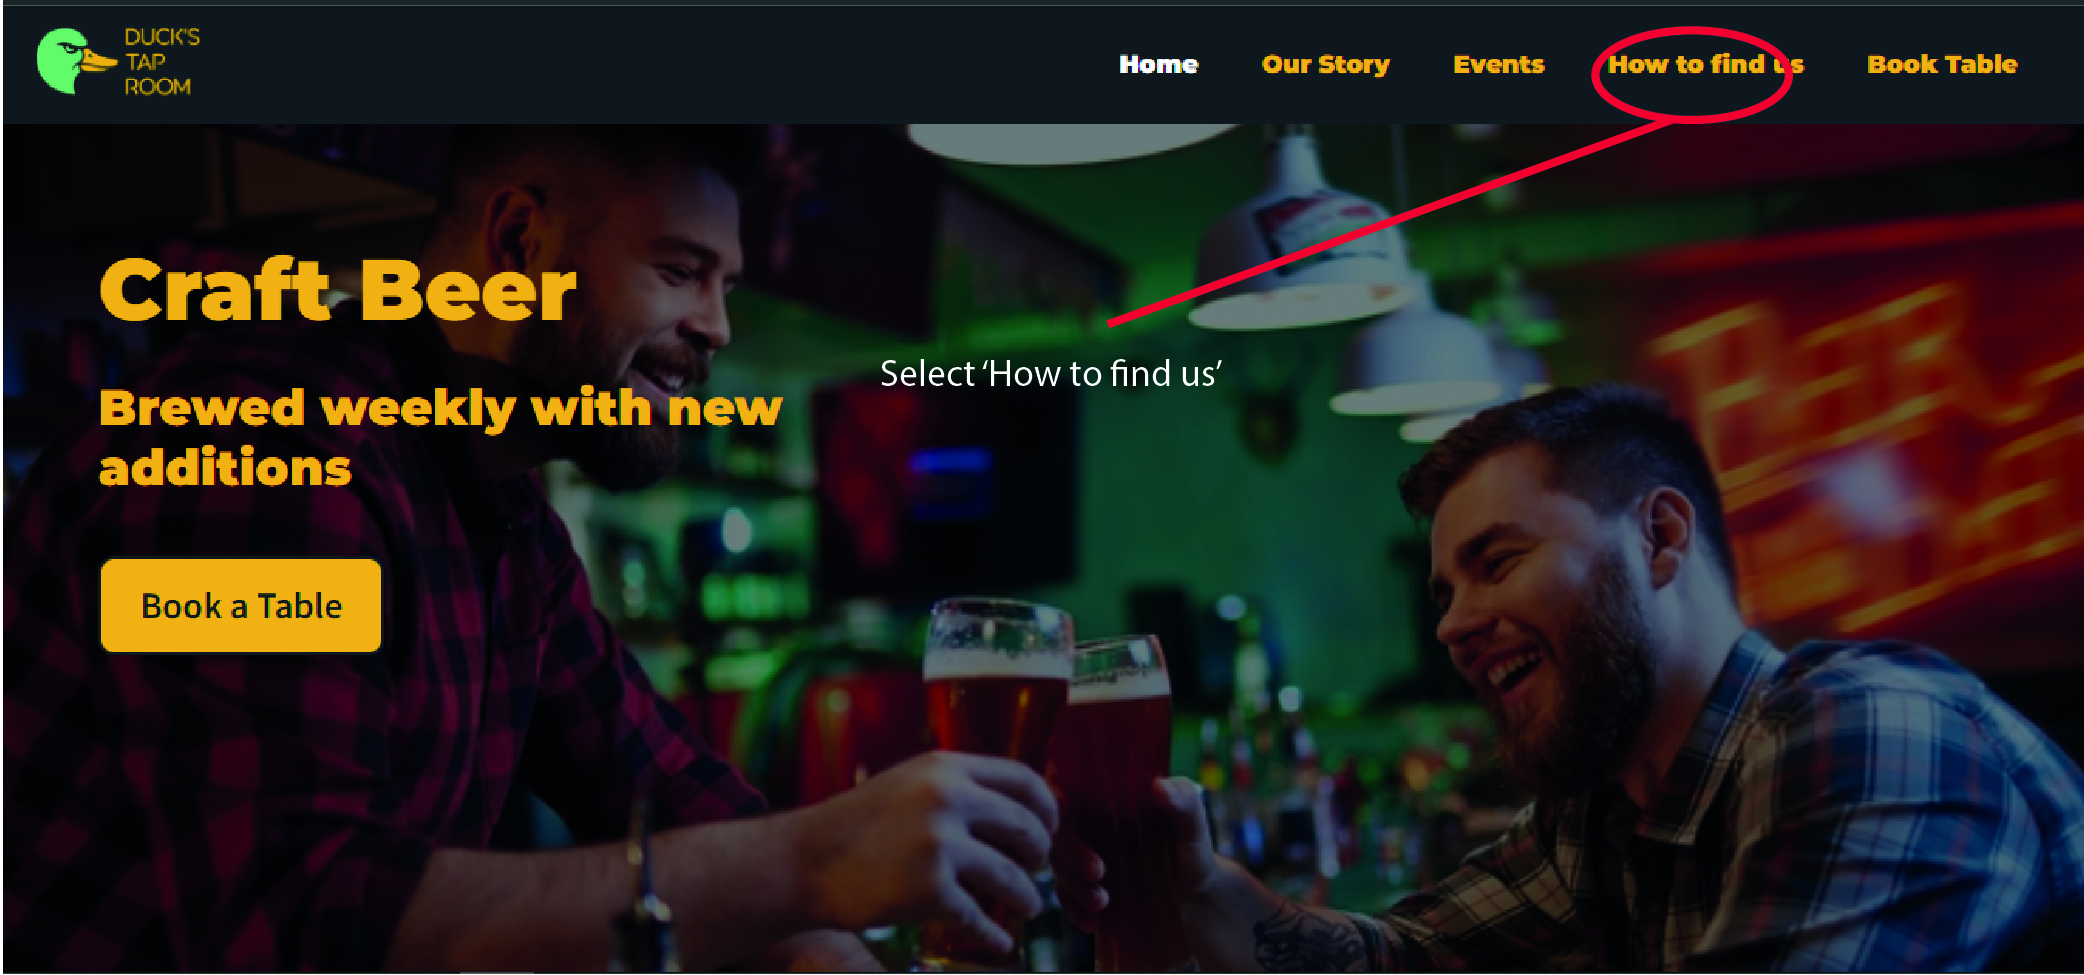 DUCK'S
TAP
ROOM
Home Our Story Events How to find us Book Table
Craft Beer
Select ‘How to find us’
Brewed weekly with new
additions
Book a Table